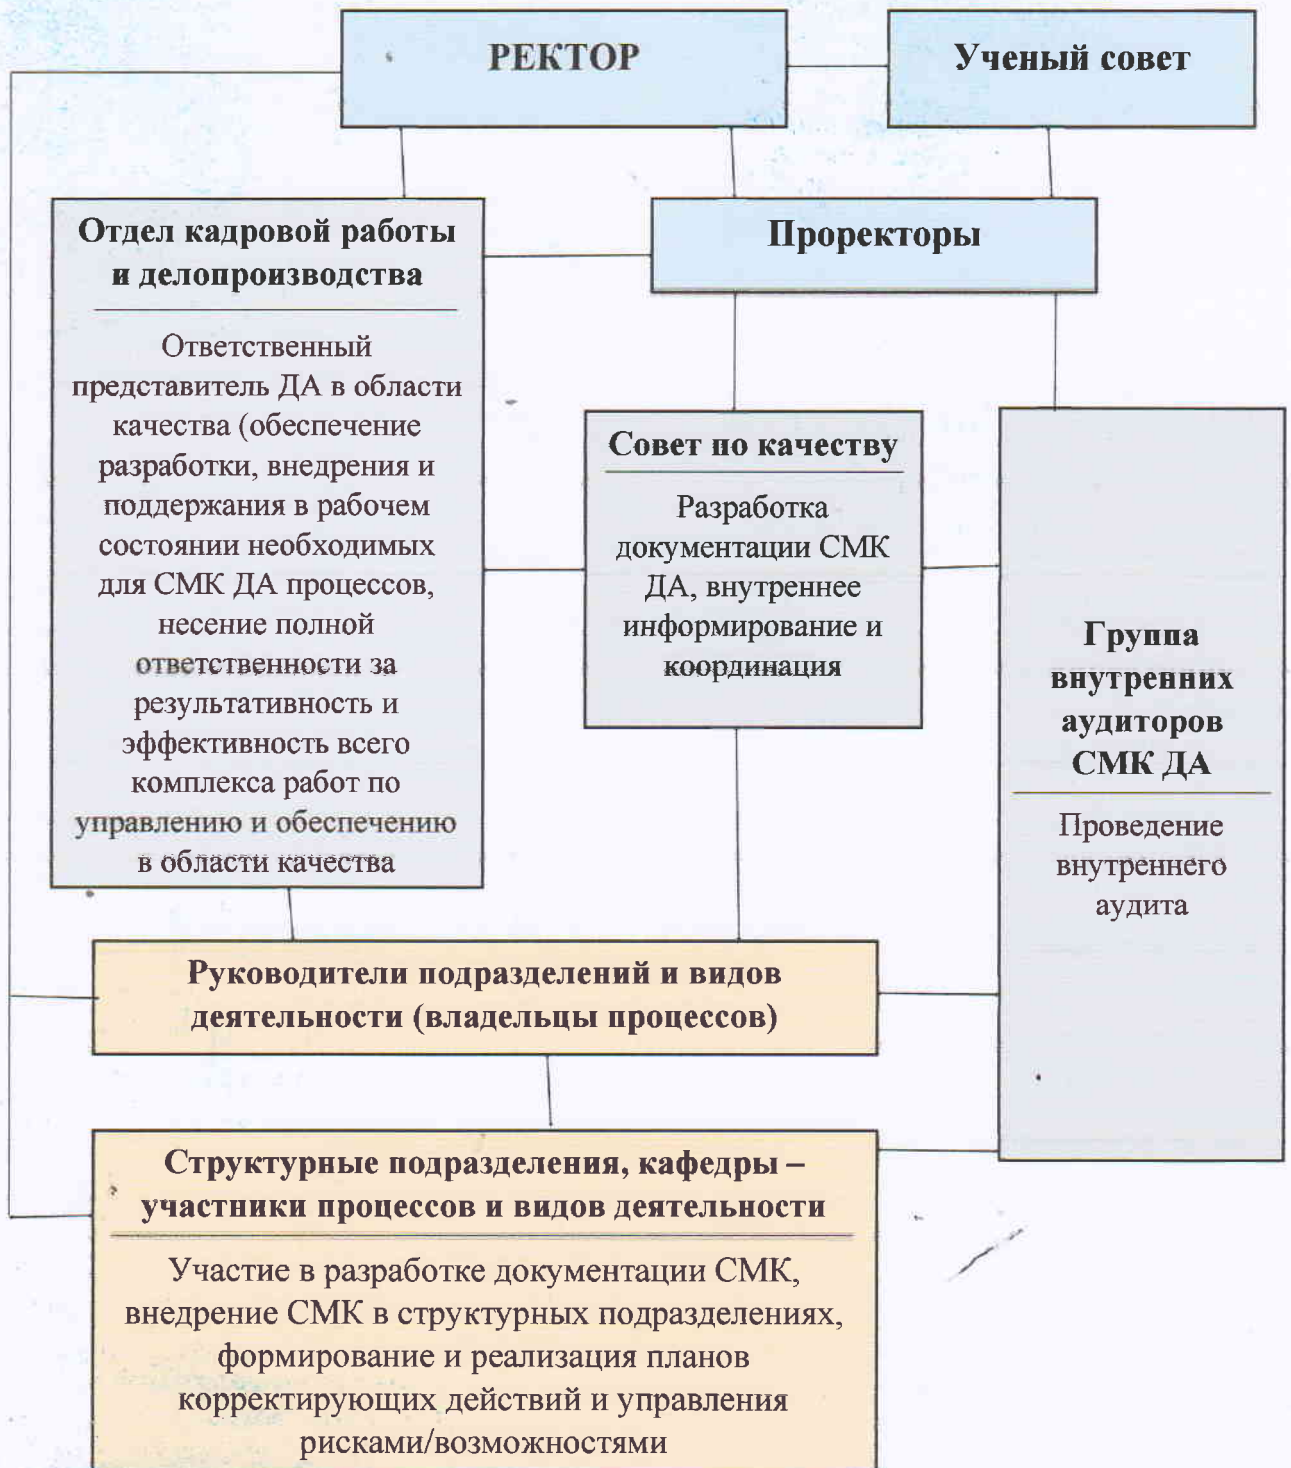 РЕКТОР
Ученый совет
Отдел кадровой работы
и делопроизводства
Ответственный
представитель ДА в области
качества (обеспечение
разработки, внедрения и
поддержания в рабочем
состоянии необходимых
для СМК ДА процессов,
несение полной
ответственности за
результативность и
эффективность всего
комплекса работ по
управлению и обеспечению
в области качества
Проректоры
Совет по качеству
Разработка
документации СМК
ДА, внутреннее
информирование и
координация
Группа
внутренних
аудиторов
СМК ДА
Проведение
внутреннего
аудита
Руководители подразделений и видов
деятельности (владельцы процессов)
Структурные подразделения, кафедры –
участники процессов и видов деятельности
Участие в разработке документации СМК,
внедрение СМК в структурных подразделениях,
формирование и реализация планов
корректирующих действий и управления
рисками/возможностями